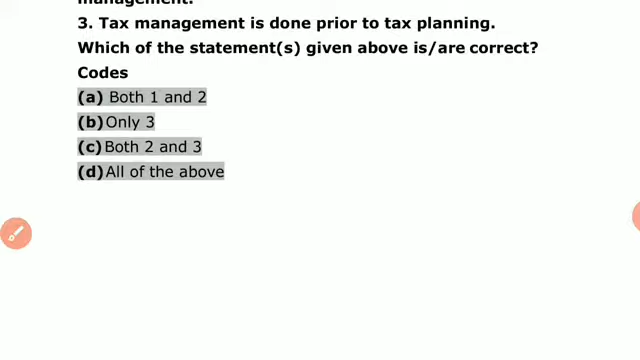 management.
3. Tax management is done prior to tax planning.
Which of the statement(s) given above is/are correct?
Codes
(a) Both 1 and 2
(b) Only 3
(c) Both 2 and 3
(d) All of the above